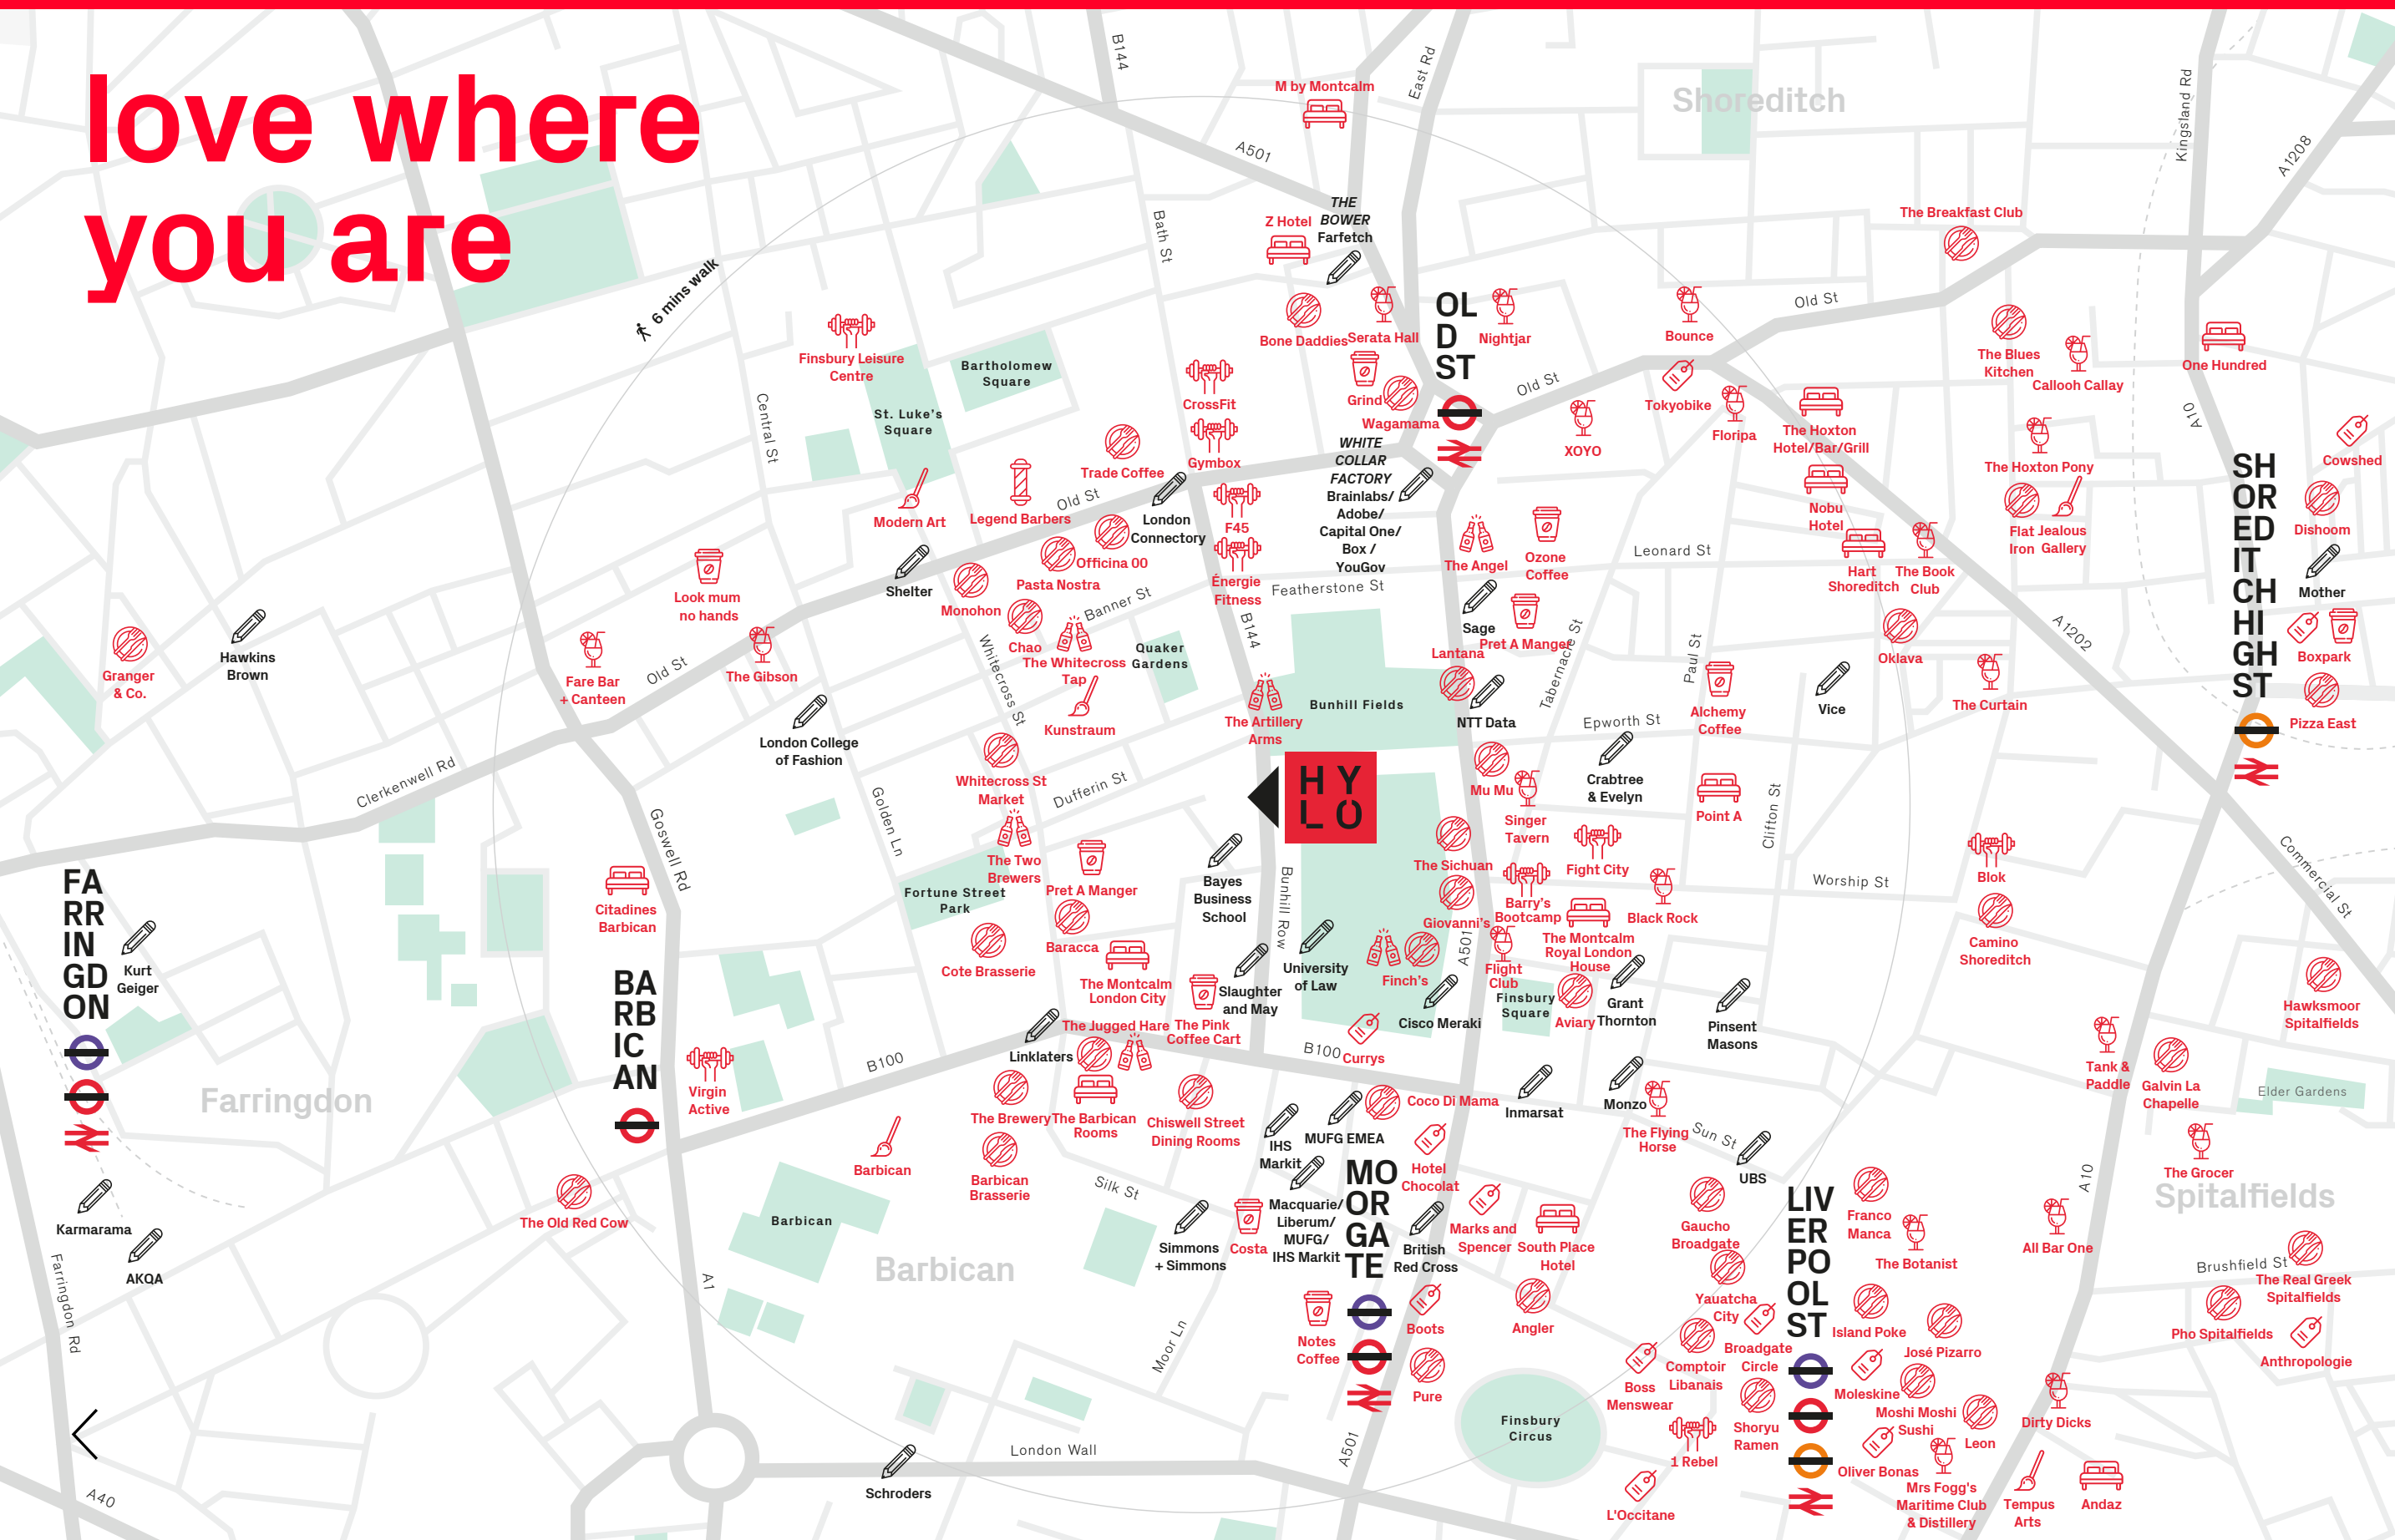 love where
you are
6 mins walk
B144
East Rd
M by Montcalm
Shoreditch
Kingsland Rd
A1208
A501
Bath St
Z Hotel
THE
BOWER
Farfetch
The Breakfast Club
Old St
Finsbury Leisure
Centre
Bartholomew
Square
St. Luke's
Square
Central St
CrossFit
Gymbox
Bone Daddies
Serata Hall
Grind
Wagamama
OL
D
ST
Nightjar
Old St
XOYO
Bounce
Tokyobike
Floripa
The Hoxton
Hotel/Bar/Grill
Nobu
Hotel
The Blues
Kitchen
Callooh Callay
One Hundred
A10
The Hoxton Pony
Flat
Iron
Jealous
Gallery
Cowshed
SH
OR
ED
IT
CH
HI
GH
ST
Dishoom
Mother
Boxpark
Pizza East
Trade Coffee
Modern Art
Legend Barbers
Old St
London
Connectory
F45
Énergie
Fitness
WHITE
COLLAR
FACTORY
Brainlabs/
Adobe/
Capital One/
Box /
YouGov
Featherstone St
The Angel
Ozone
Coffee
Leonard St
Hart
Shoreditch
The Book
Club
Oklava
A1202
The Curtain
Vice
Sage
Pret A Manger
Lantana
NTT Data
Tabernacle St
Paul St
Epworth St
Alchemy
Coffee
Crabtree
& Evelyn
Point A
Clifton St
Shelter
Monohon
Pasta Nostra
Officina 00
Chao
Banner St
The Whitecross
Tap
Quaker
Gardens
B144
Whitecross St
Kunstraum
The Artillery
Arms
Bunhill Fields
Look mum
no hands
The Gibson
Fare Bar
+ Canteen
Old St
London College
of Fashion
Granger
& Co.
Hawkins
Brown
Clerkenwell Rd
Goswell Rd
Golden Ln
Whitecross St
Market
Dufferin St
HY
LO
The Two
Brewers
Pret A Manger
Fortune Street
Park
Baracca
Cote Brasserie
The Montcalm
London City
Bayes
Business
School
Bunhill Row
Slaughter
and May
University
of Law
Mu Mu
Singer
Tavern
The Sichuan
Giovanni's
Fight City
Barry's
Bootcamp
Black Rock
Worship St
Finch's
A501
Flight
Club
The Montcalm
Royal London
House
Finsbury
Square
Aviary
Grant
Thornton
Pinsent
Masons
Cisco Meraki
Blok
Camino
Shoreditch
Commercial St
Hawksmoor
Spitalfields
FA
RR
IN
GD
ON
Kurt
Geiger
Citadines
Barbican
BA
RB
IC
AN
Virgin
Active
Farringdon
B100
Linklaters
The Jugged Hare
The Pink
Coffee Cart
The Brewery
The Barbican
Rooms
Chiswell Street
Dining Rooms
B100
Currys
Coco Di Mama
Inmarsat
Monzo
The Flying
Horse
Sun St
UBS
Tank &
Paddle
Galvin La
Chapelle
Elder Gardens
The Grocer
Spitalfields
A10
IHS
Markit
MUFG EMEA
Hotel
Chocolat
MO
OR
GA
TE
Barbican
Barbican
Brasserie
Silk St
Barbican
Barbican
Simmons
+ Simmons
Costa
Macquarie/
Liberum/
MUFG/
IHS Markit
British
Red Cross
Marks and
Spencer
South Place
Hotel
Gaucho
Broadgate
LIV
ER
PO
OL
ST
Franco
Manca
The Botanist
All Bar One
Brushfield St
The Real Greek
Spitalfields
Pho Spitalfields
Anthropologie
The Old Red Cow
Karmarama
AKQA
Farringdon Rd
A1
Moor Ln
Notes
Coffee
Boots
Pure
Angler
Yauatcha
City
Broadgate
Circle
Comptoir
Libanais
Boss
Menswear
Shoryu
Ramen
1 Rebel
L'Occitane
Island Poke
José Pizarro
Moleskine
Moshi Moshi
Sushi
Leon
Oliver Bonas
Mrs Fogg's
Maritime Club
& Distillery
Dirty Dicks
Tempus
Arts
Andaz
Finsbury
Circus
A501
London Wall
Schroders
A40